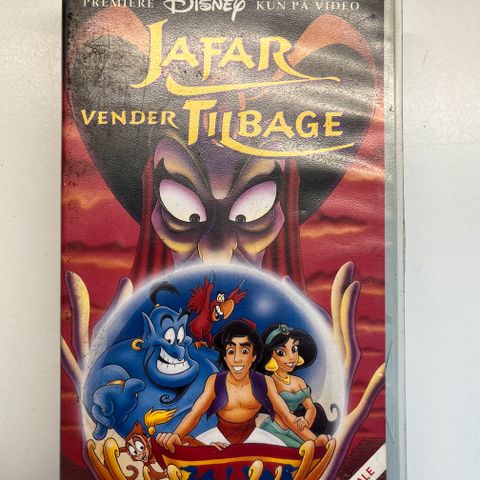 PREMIERE DISNEY KUN PÅ VIDEO
JAFAR
VENDER TILBAGE